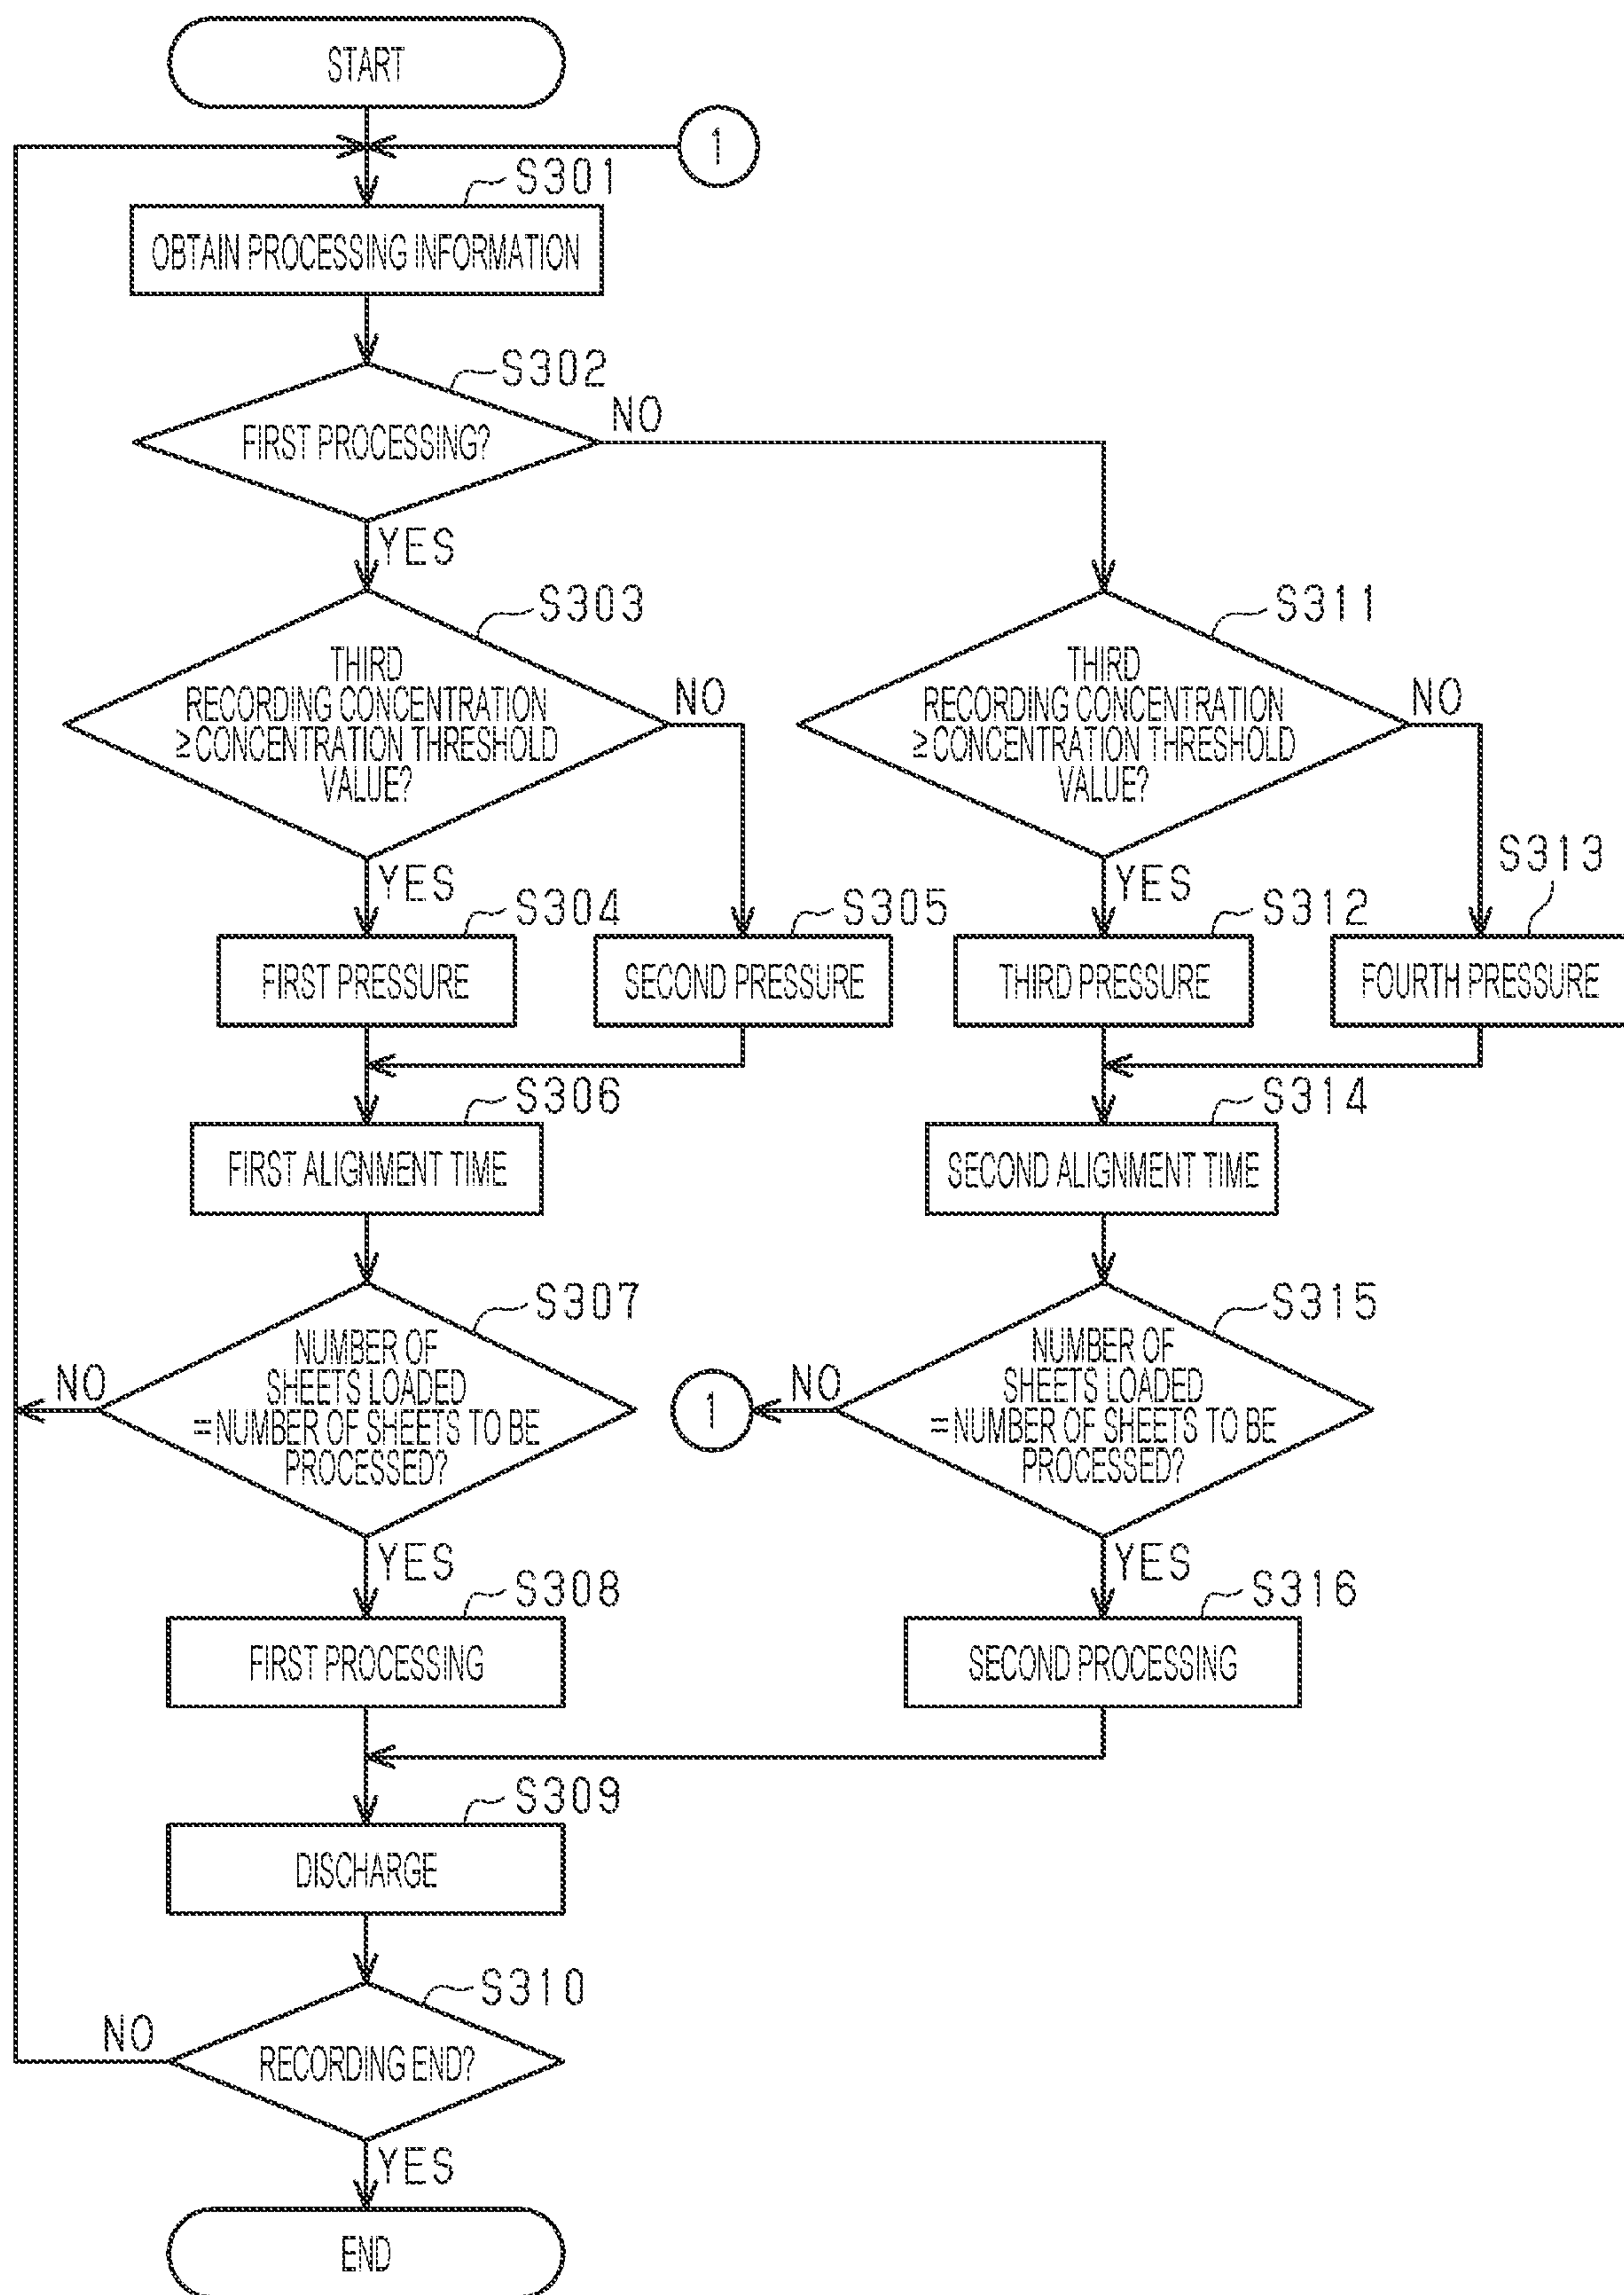 START
1
S301
OBTAIN PROCESSING INFORMATION
S302
FIRST PROCESSING?
NO
YES
S303
THIRD
RECORDING CONCENTRATION
≥CONCENTRATION THRESHOLD
VALUE?
NO
YES
S311
THIRD
RECORDING CONCENTRATION
≥CONCENTRATION THRESHOLD
VALUE?
NO
YES
S304
FIRST PRESSURE
S305
SECOND PRESSURE
S312
THIRD PRESSURE
S313
FOURTH PRESSURE
S306
FIRST ALIGNMENT TIME
S314
SECOND ALIGNMENT TIME
S307
NUMBER OF
SHEETS LOADED
=NUMBER OF SHEETS TO BE
PROCESSED?
NO
YES
S315
NUMBER OF
SHEETS LOADED
=NUMBER OF SHEETS TO BE
PROCESSED?
NO
1
YES
S308
FIRST PROCESSING
S316
SECOND PROCESSING
S309
DISCHARGE
S310
RECORDING END?
NO
YES
END